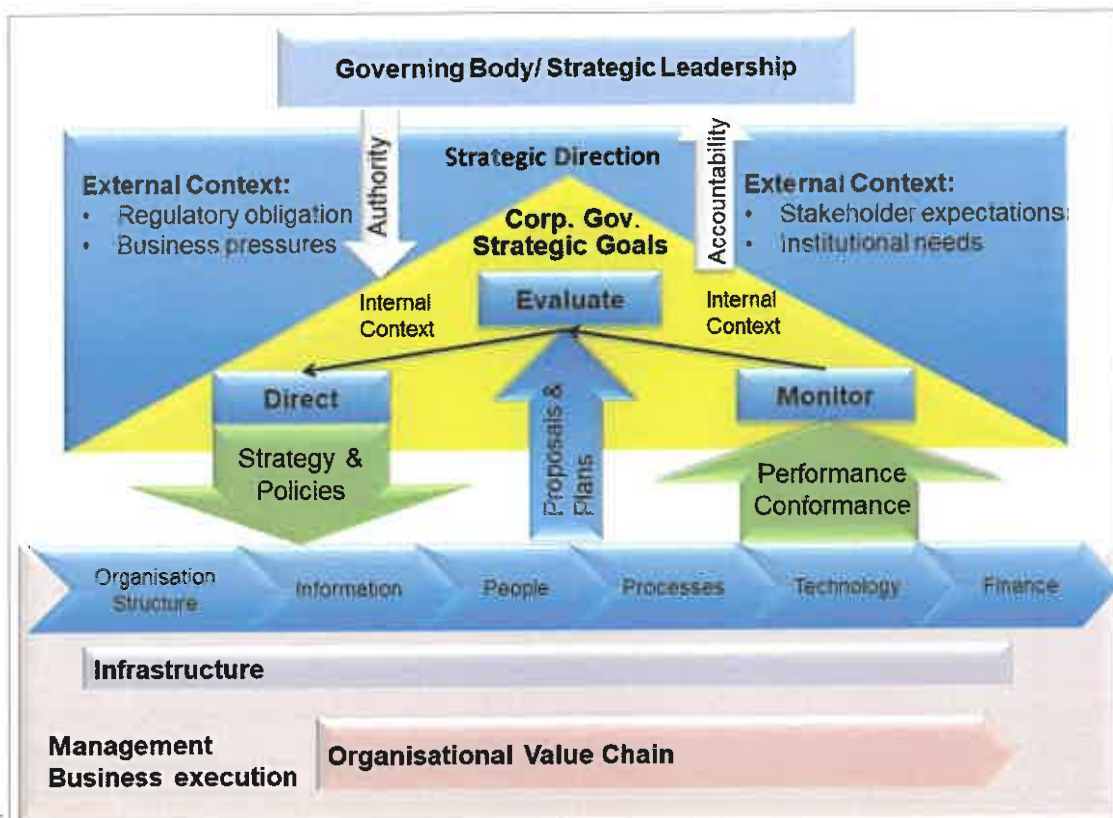 Governing Body/ Strategic Leadership
Authority
Accountability
Strategic Direction
External Context:
• Regulatory obligation
• Business pressures
External Context:
• Stakeholder expectations
• Institutional needs
Corp. Gov.
Strategic Goals
Evaluate
Internal
Context
Internal
Context
Direct
Monitor
Strategy &
Policies
Proposals &
Plans
Performance
Conformance
Organisation
Structure
Information
People
Processes
Technology
Finance
Infrastructure
Management
Business execution
Organisational Value Chain